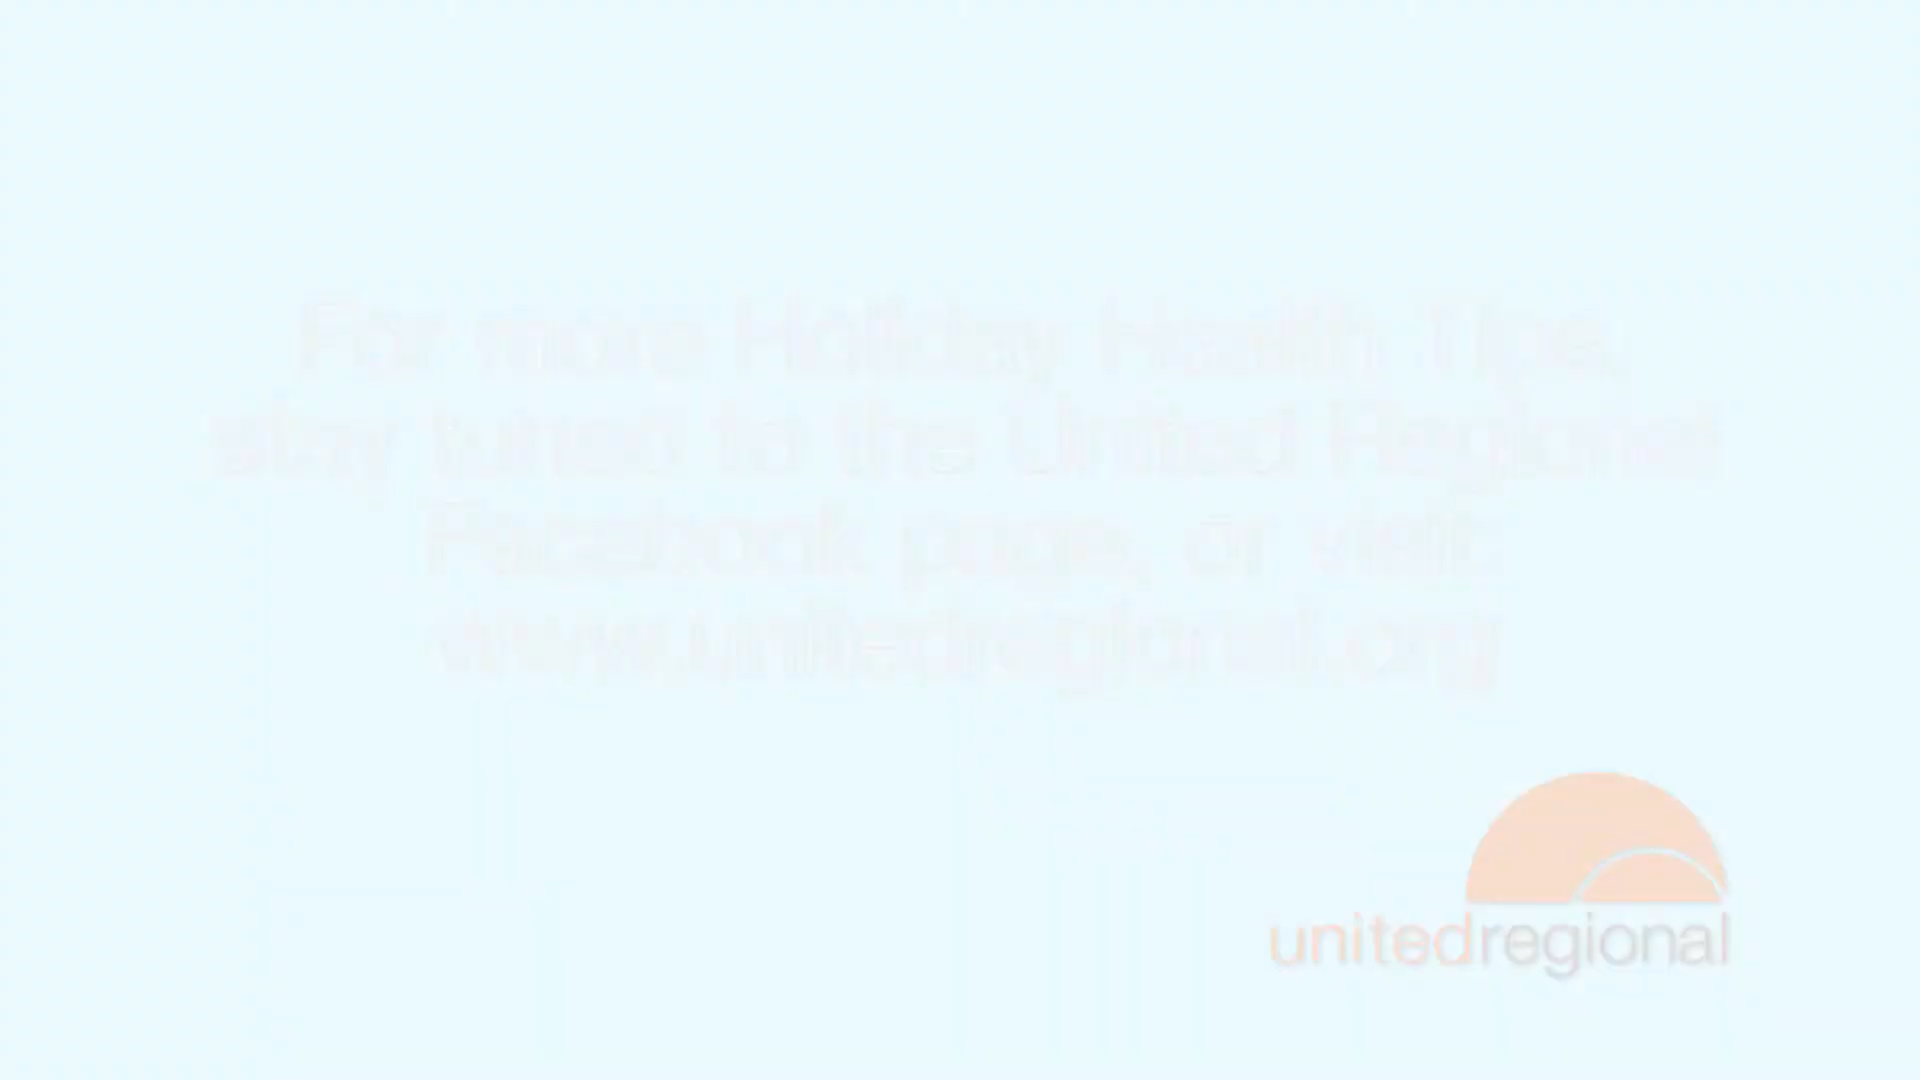 For more Holiday Health Tips,
stay tuned to the United Regional
Facebook page, or visit:
www.unitedregional.org
unitedregional